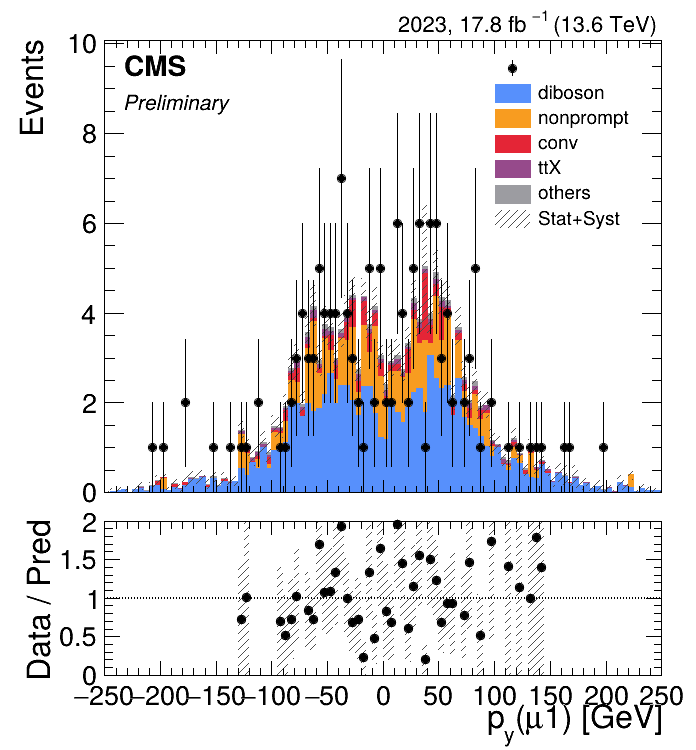 2023, 17.8 fb⁻¹ (13.6 TeV)
Events
10
8
6
4
2
0
CMS
Preliminary
diboson
nonprompt
conv
ttX
others
Stat+Syst
Data / Pred
2
1.5
1
0.5
0
−250 −200 −150 −100 −50 0 50 100 150 200 250
p_y(μ1) [GeV]